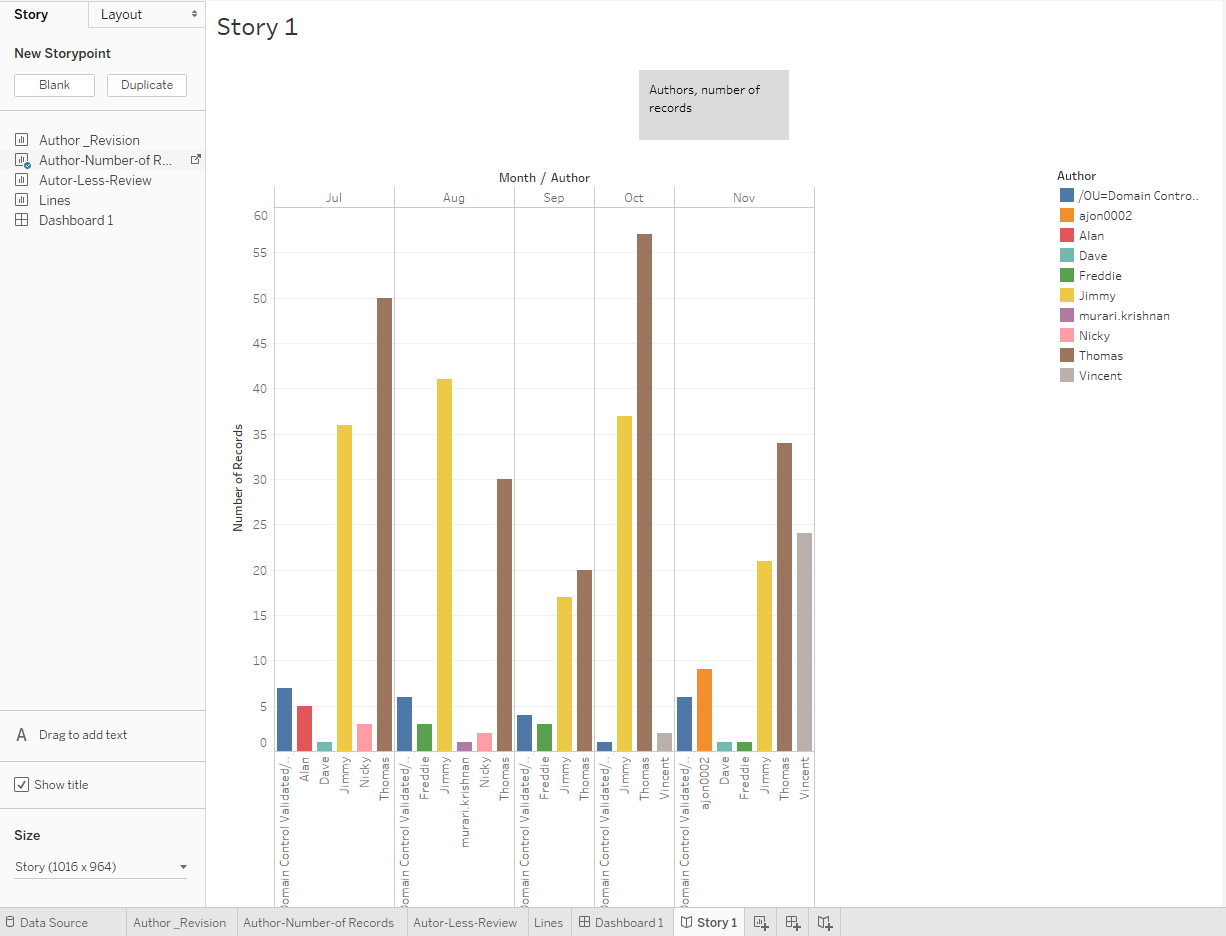 Story
Layout
Story 1
New Storypoint
Blank
Duplicate
Authors, number of
records
Author _Revision
Author-Number-of R...
Autor-Less-Review
Lines
Dashboard 1
Month / Author
Jul
Aug
Sep
Oct
Nov
Number of Records
60
55
50
45
40
35
30
25
20
15
10
5
0
Domain Control Validated/..
Alan
Dave
Jimmy
Nicky
Thomas
Domain Control Validated/..
Freddie
Jimmy
murari.krishnan
Nicky
Thomas
Domain Control Validated/..
Freddie
Jimmy
Thomas
Domain Control Validated/..
Jimmy
Thomas
Vincent
Domain Control Validated/..
ajon0002
Dave
Freddie
Jimmy
Thomas
Vincent
Author
/OU=Domain Contro..
ajon0002
Alan
Dave
Freddie
Jimmy
murari.krishnan
Nicky
Thomas
Vincent
A Drag to add text
Show title
Size
Story (1016 x 964)
Data Source
Author _Revision
Author-Number-of Records
Autor-Less-Review
Lines
Dashboard 1
Story 1